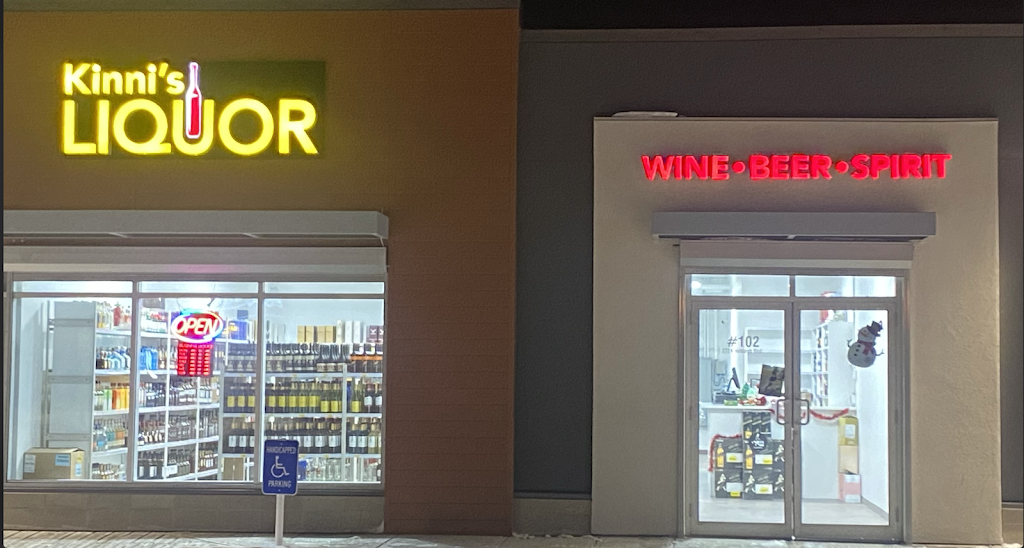 Kinni's
LIQUOR
WINE•BEER•SPIRIT
OPEN
#102
HANDICAPPED
PARKING